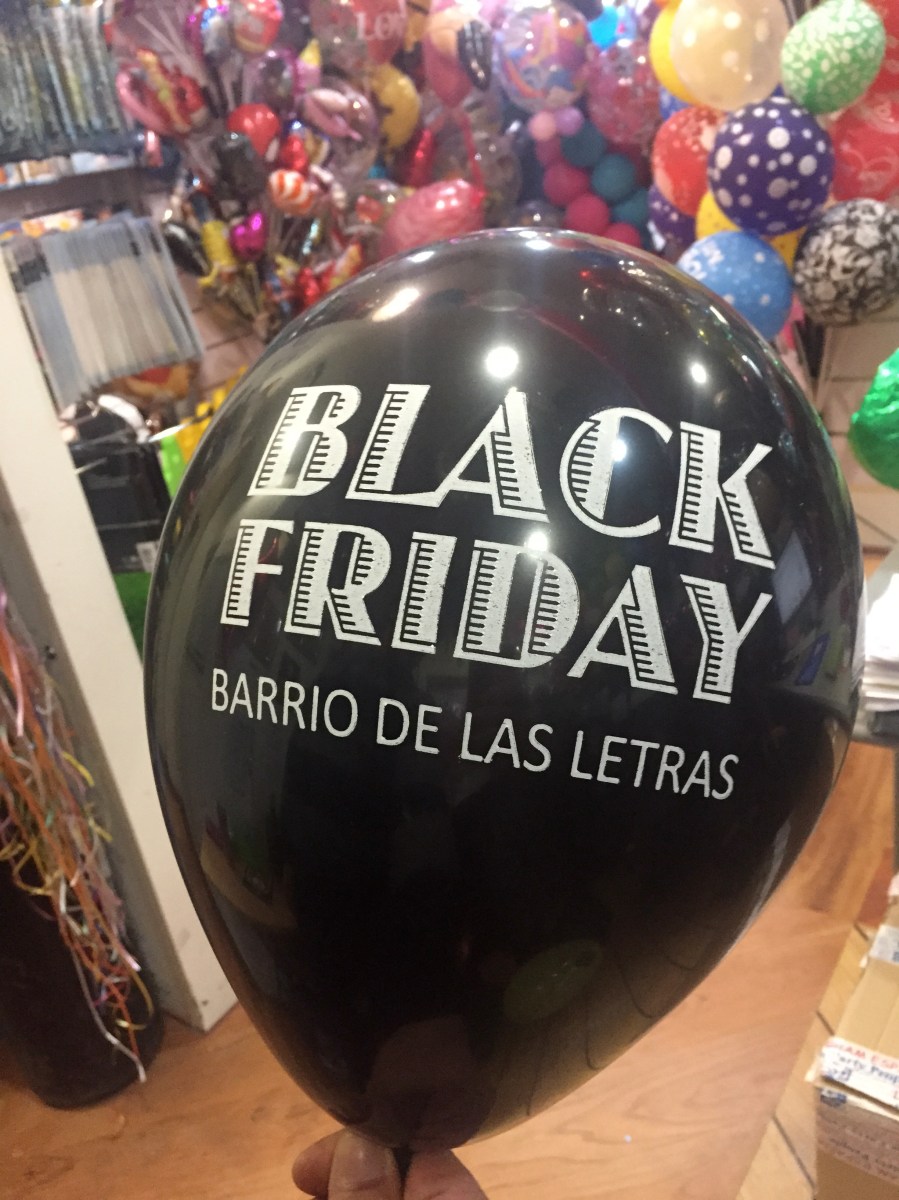 BLACK
FRIDAY
BARRIO DE LAS LETRAS